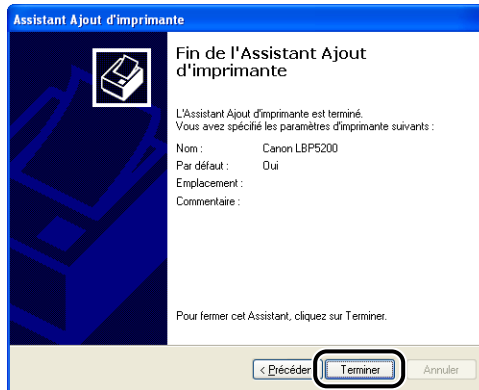 Assistant Ajout d'imprimante
Fin de l'Assistant Ajout
d'imprimante
L'Assistant Ajout d'imprimante est terminé.
Vous avez spécifié les paramètres d'imprimante suivants :
Nom : Canon LBP5200
Par défaut : Oui
Emplacement :
Commentaire :
Pour fermer cet Assistant, cliquez sur Terminer.
< Précéden Terminer Annuler